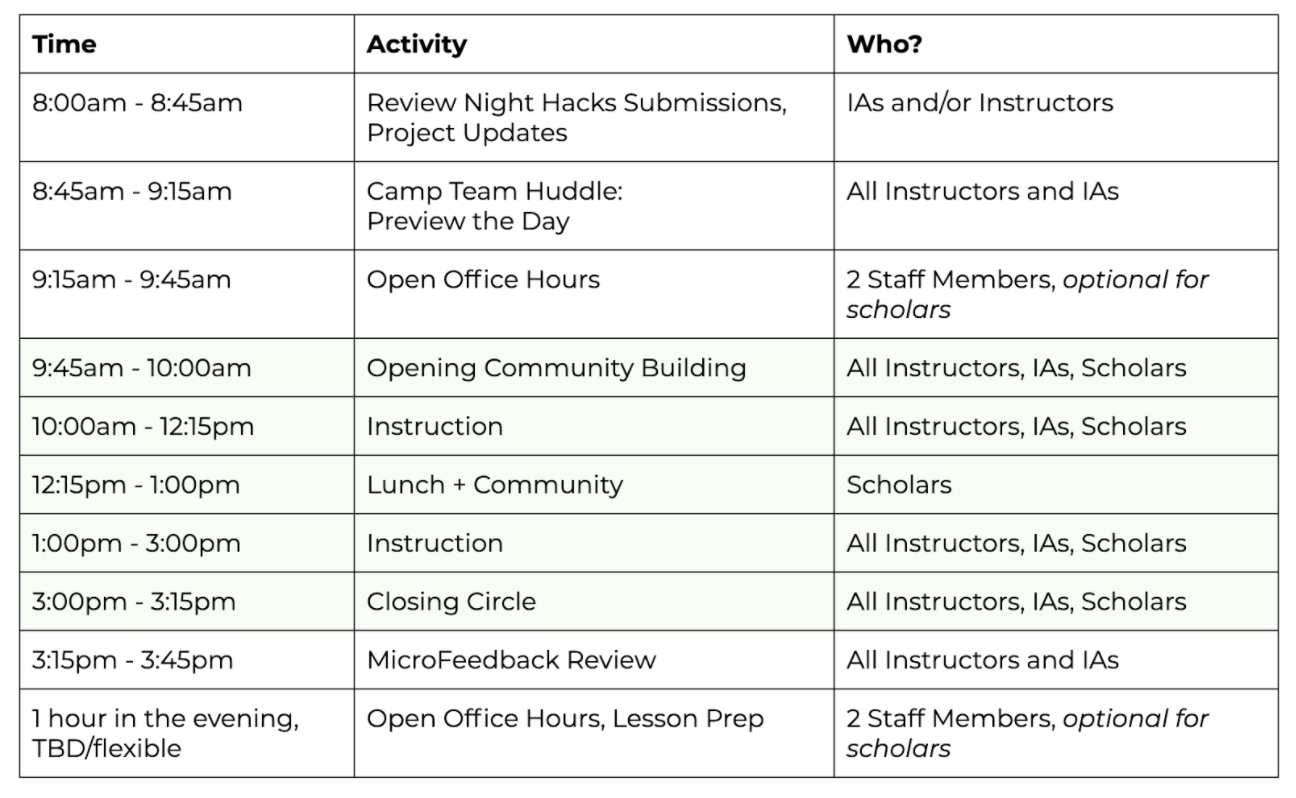 Time
Activity
Who?
8:00am - 8:45am
Review Night Hacks Submissions,
Project Updates
IAs and/or Instructors
8:45am - 9:15am
Camp Team Huddle:
Preview the Day
All Instructors and IAs
9:15am - 9:45am
Open Office Hours
2 Staff Members, optional for
scholars
9:45am - 10:00am
Opening Community Building
All Instructors, IAs, Scholars
10:00am - 12:15pm
Instruction
All Instructors, IAs, Scholars
12:15pm - 1:00pm
Lunch + Community
Scholars
1:00pm - 3:00pm
Instruction
All Instructors, IAs, Scholars
3:00pm - 3:15pm
Closing Circle
All Instructors, IAs, Scholars
3:15pm - 3:45pm
MicroFeedback Review
All Instructors and IAs
1 hour in the evening,
TBD/flexible
Open Office Hours, Lesson Prep
2 Staff Members, optional for
scholars